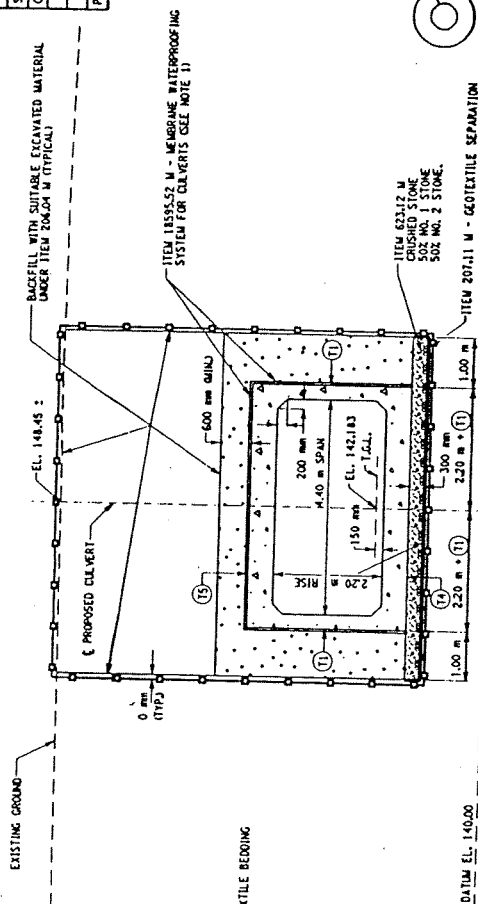 EXISTING GROUND
BACKFILL WITH SUITABLE EXCAVATED MATERIAL
UNDER ITEM 206.04 M (TYPICAL)
EL. 148.45 ±
℄ PROPOSED CULVERT
ITEM 18595.52 M - MEMBRANE WATERPROOFING
SYSTEM FOR CULVERTS (SEE NOTE 1)
600 mm (MIN.)
0 mm
(TYP.)
T5
200 mm
4.40 m SPAN
2.20 m
RISE
EL. 142.183
T.G.L.
150 mm
T1
T1
ITEM 623.12 M
CRUSHED STONE
50% NO. 1 STONE
50% NO. 2 STONE.
T4
300 mm
1.00 m
2.20 m + T1
2.20 m + T1
1.00 m
ITEM 207.11 M - GEOTEXTILE SEPARATION
XTILE BEDDING
DATUM EL. 140.00